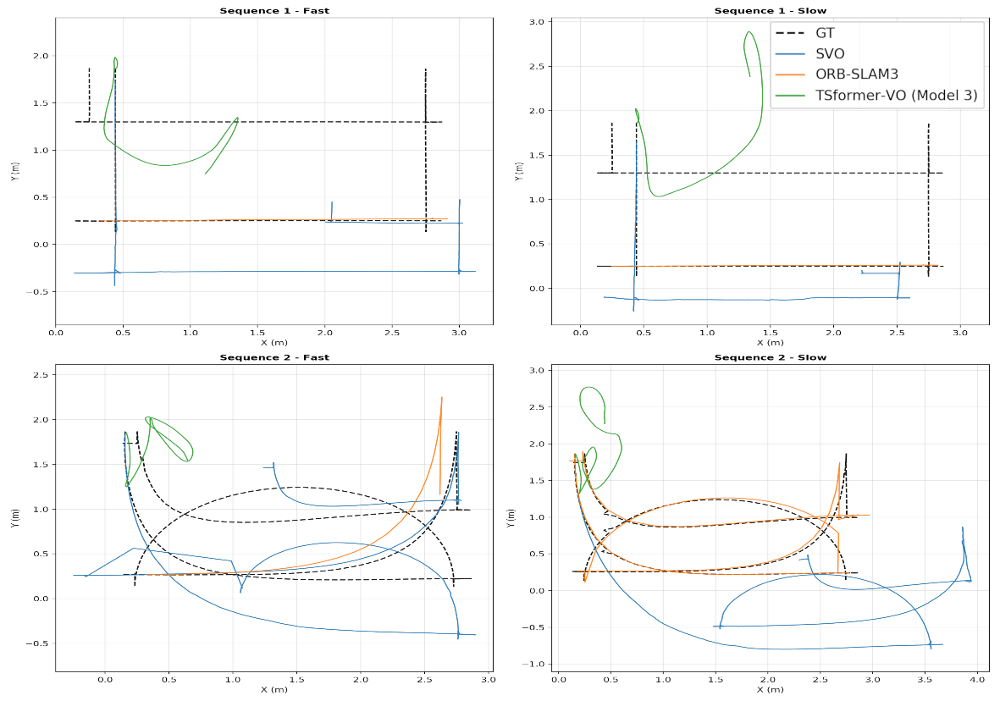 Sequence 1 - Fast
Y (m)
2.0
1.5
1.0
0.5
0.0
−0.5
0.0 0.5 1.0 1.5 2.0 2.5 3.0
X (m)
Sequence 1 - Slow
GT
SVO
ORB-SLAM3
TSformer-VO (Model 3)
Y (m)
3.0
2.5
2.0
1.5
1.0
0.5
0.0
0.0 0.5 1.0 1.5 2.0 2.5 3.0
X (m)
Sequence 2 - Fast
Y (m)
2.5
2.0
1.5
1.0
0.5
0.0
−0.5
0.0 0.5 1.0 1.5 2.0 2.5 3.0
X (m)
Sequence 2 - Slow
Y (m)
3.0
2.5
2.0
1.5
1.0
0.5
0.0
−0.5
−1.0
0.0 0.5 1.0 1.5 2.0 2.5 3.0 3.5 4.0
X (m)